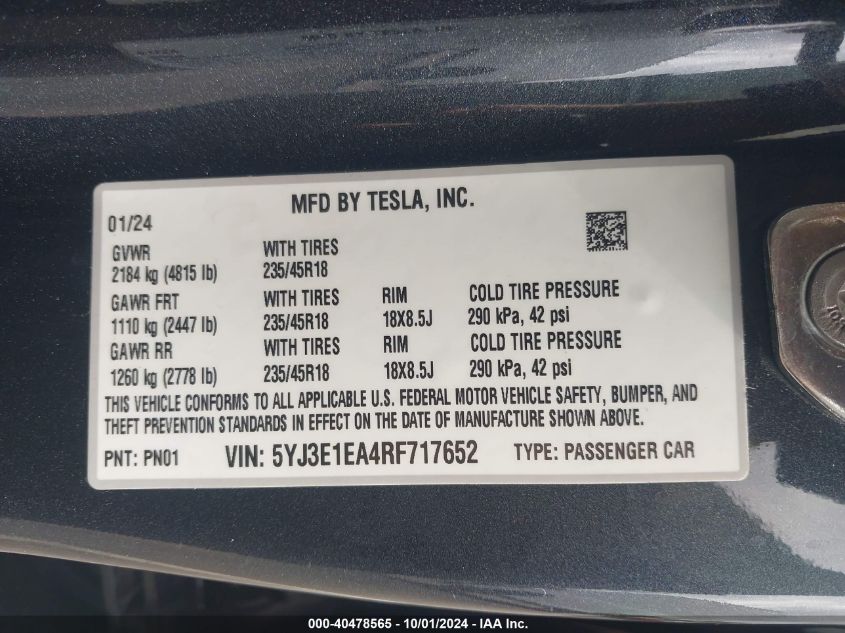 MFD BY TESLA, INC.
01/24
GVWR WITH TIRES
2184 kg (4815 lb) 235/45R18
GAWR FRT WITH TIRES RIM COLD TIRE PRESSURE
1110 kg (2447 lb) 235/45R18 18X8.5J 290 kPa, 42 psi
GAWR RR WITH TIRES RIM COLD TIRE PRESSURE
1260 kg (2778 lb) 235/45R18 18X8.5J 290 kPa, 42 psi
THIS VEHICLE CONFORMS TO ALL APPLICABLE U.S. FEDERAL MOTOR VEHICLE SAFETY, BUMPER, AND
THEFT PREVENTION STANDARDS IN EFFECT ON THE DATE OF MANUFACTURE SHOWN ABOVE.
PNT: PN01 VIN: 5YJ3E1EA4RF717652 TYPE: PASSENGER CAR
000-40478565 - 10/01/2024 - IAA Inc.